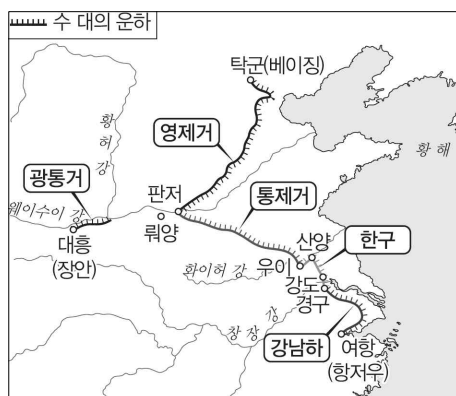 수 대의 운하
탁군(베이징)
황허 강
영제거
황해
광통거
판저
통제거
웨이수이 강
뤄양
대흥
(장안)
산양
한구
우이
화이허 강
강도
경구
창장 강
강남하
여항
(항저우)